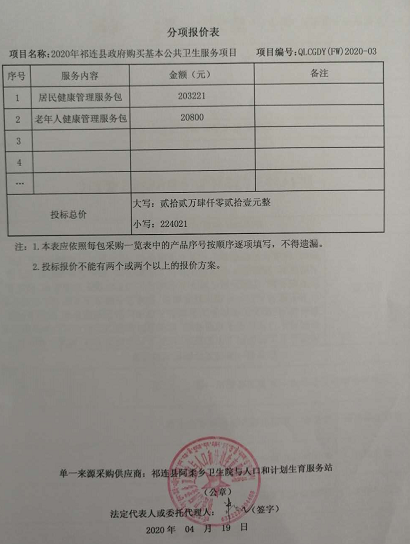 分项报价表
项目名称:2020年祁连县政府购买基本公共卫生服务项目 项目编号:QLCGDY(FW)2020-03
序号 服务内容 金额（元） 备注
1 居民健康管理服务包 203221
2 老年人健康管理服务包 20800
3
4
...
投标总价 大写：贰拾贰万肆仟零贰拾壹元整
小写：224021
注：1.本表应依照每包采购一览表中的产品序号按顺序逐项填写，不得遗漏。
2.投标报价不能有两个或两个以上的报价方案。
单一来源采购供应商：祁连县阿柔乡卫生院与人口和计划生育服务站
（公章）
法定代表人或委托代理人： （签字）
2020 年 04 月 19 日